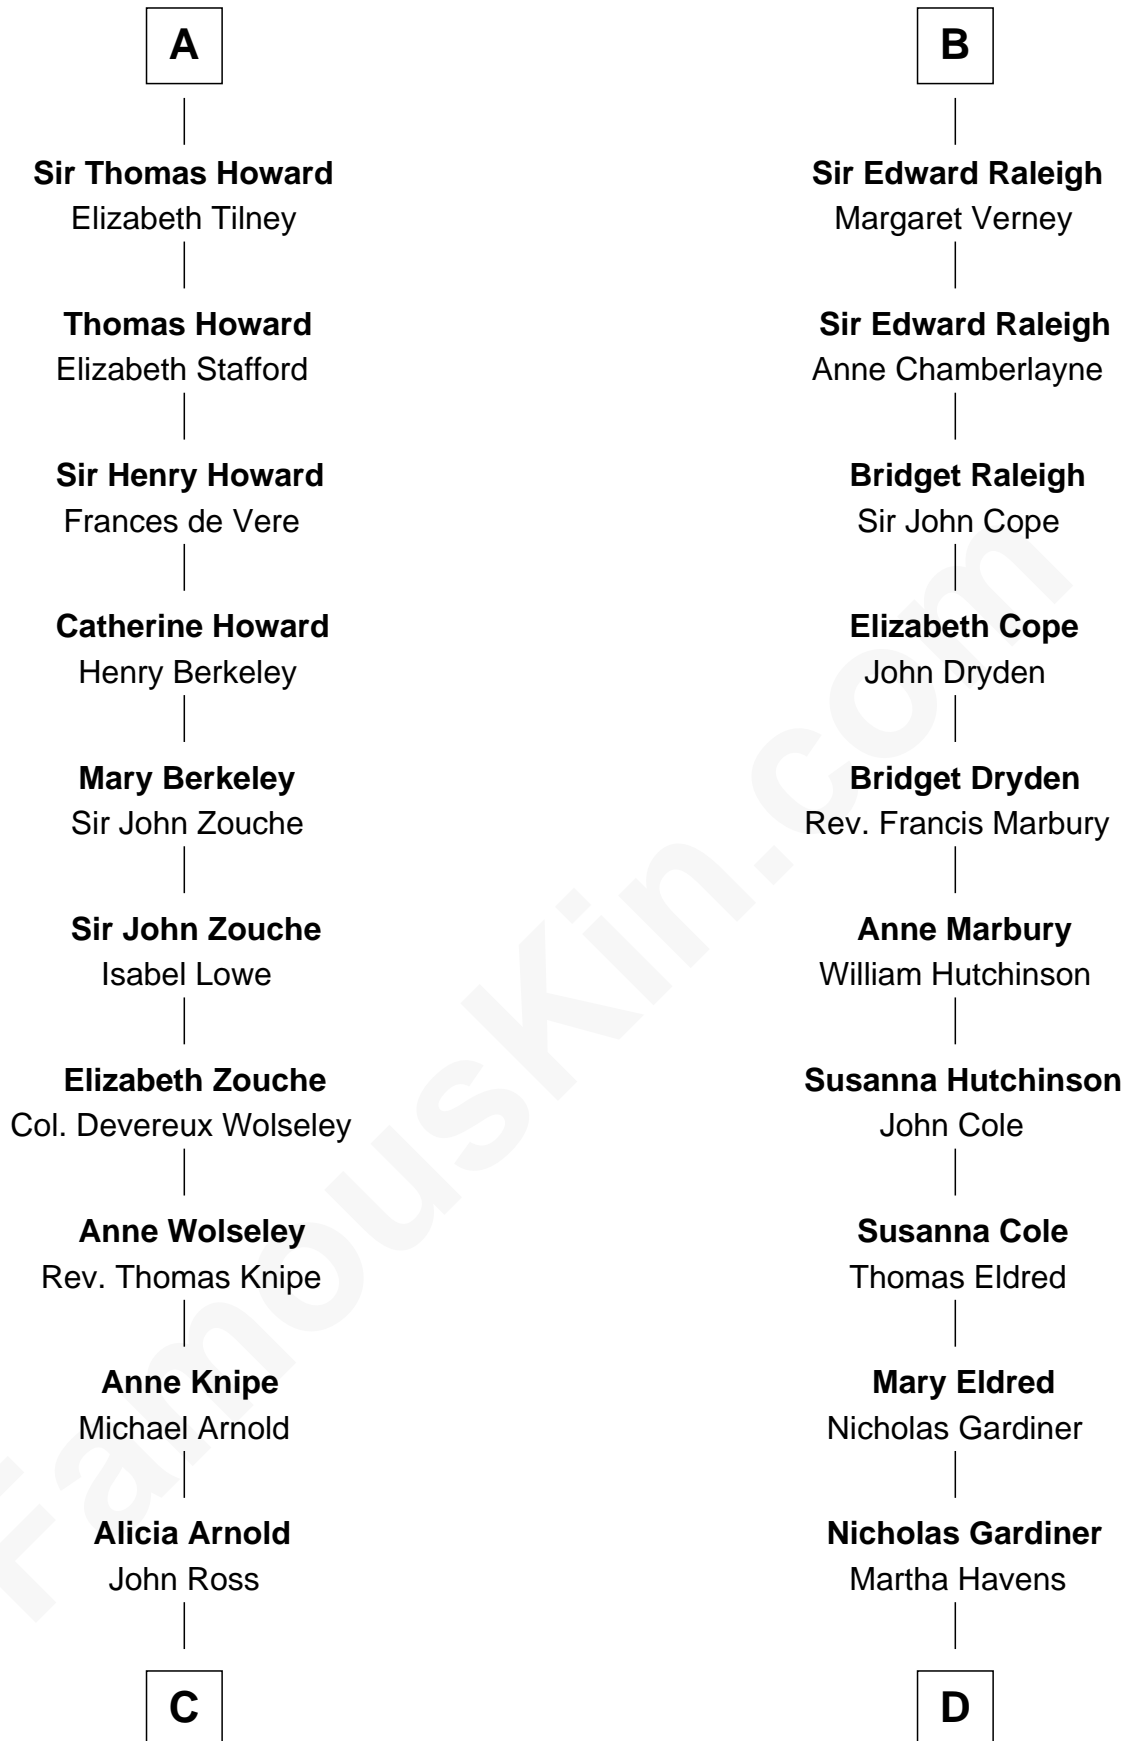 A
Sir Thomas Howard
Elizabeth Tilney
Thomas Howard
Elizabeth Stafford
Sir Henry Howard
Frances de Vere
Catherine Howard
Henry Berkeley
Mary Berkeley
Sir John Zouche
Sir John Zouche
Isabel Lowe
Elizabeth Zouche
Col. Devereux Wolseley
Anne Wolseley
Rev. Thomas Knipe
Anne Knipe
Michael Arnold
Alicia Arnold
John Ross
C
B
Sir Edward Raleigh
Margaret Verney
Sir Edward Raleigh
Anne Chamberlayne
Bridget Raleigh
Sir John Cope
Elizabeth Cope
John Dryden
Bridget Dryden
Rev. Francis Marbury
Anne Marbury
William Hutchinson
Susanna Hutchinson
John Cole
Susanna Cole
Thomas Eldred
Mary Eldred
Nicholas Gardiner
Nicholas Gardiner
Martha Havens
D
FamousKin.com